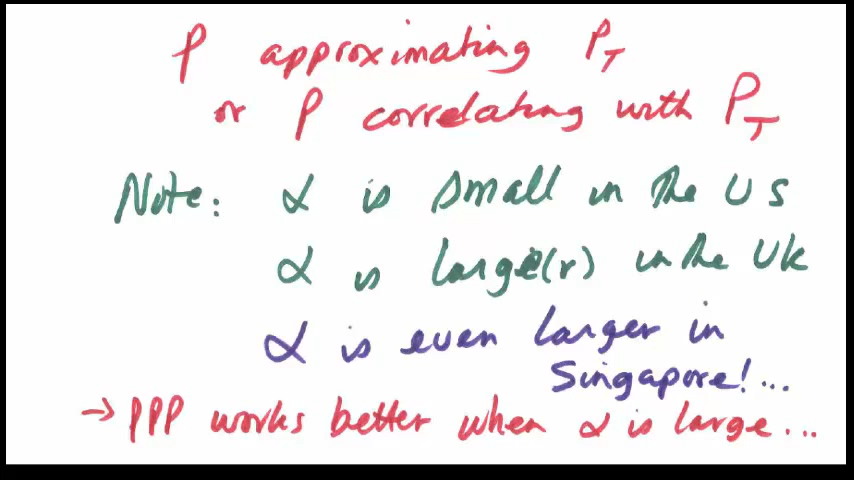 P approximating P_T
or P correlating with P_T
Note: α is small in the US
α is large(r) in the UK
α is even larger in
Singapore!...
→ PPP works better when α is large...